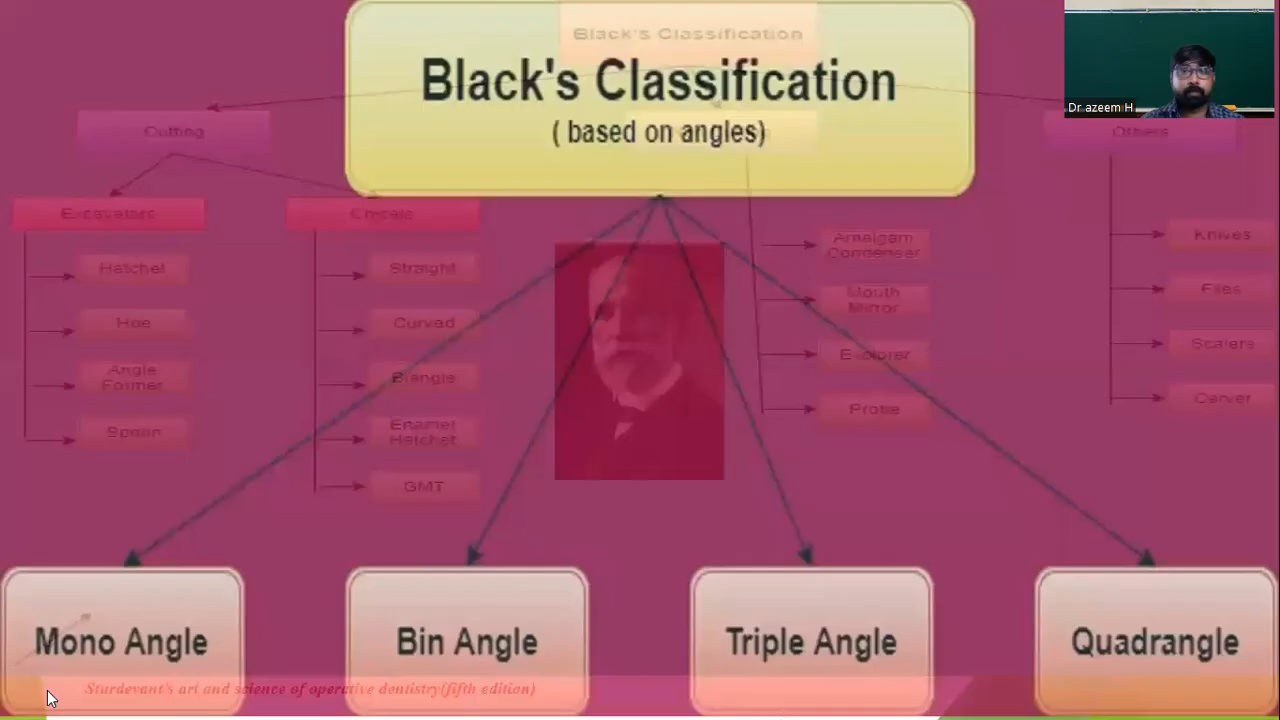 Black's Classification
Black's Classification
( based on angles)
Dr azeem H
Cutting
Others
Excavators
Chisels
Hatchet
Hoe
Angle
Former
Spoon
Straight
Curved
Biangle
Enamel
Hatchet
GMT
Amalgam
Condenser
Mouth
Mirror
Explorer
Probe
Knives
Files
Scalers
Carver
Mono Angle
Bin Angle
Triple Angle
Quadrangle
Sturdevant's art and science of operative dentistry(fifth edition)